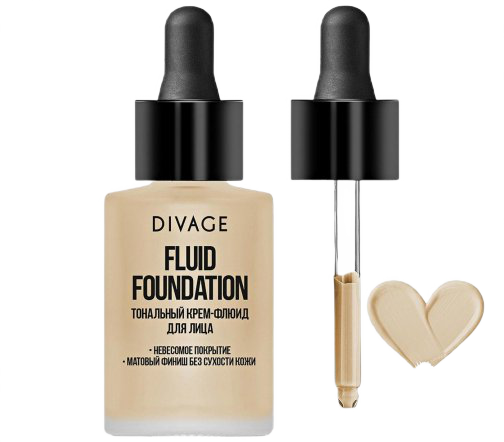 DIVAGE
FLUID
FOUNDATION
ТОНАЛЬНЫЙ КРЕМ-ФЛЮИД
ДЛЯ ЛИЦА
• НЕВЕСОМОЕ ПОКРЫТИЕ
• МАТОВЫЙ ФИНИШ БЕЗ СУХОСТИ КОЖИ